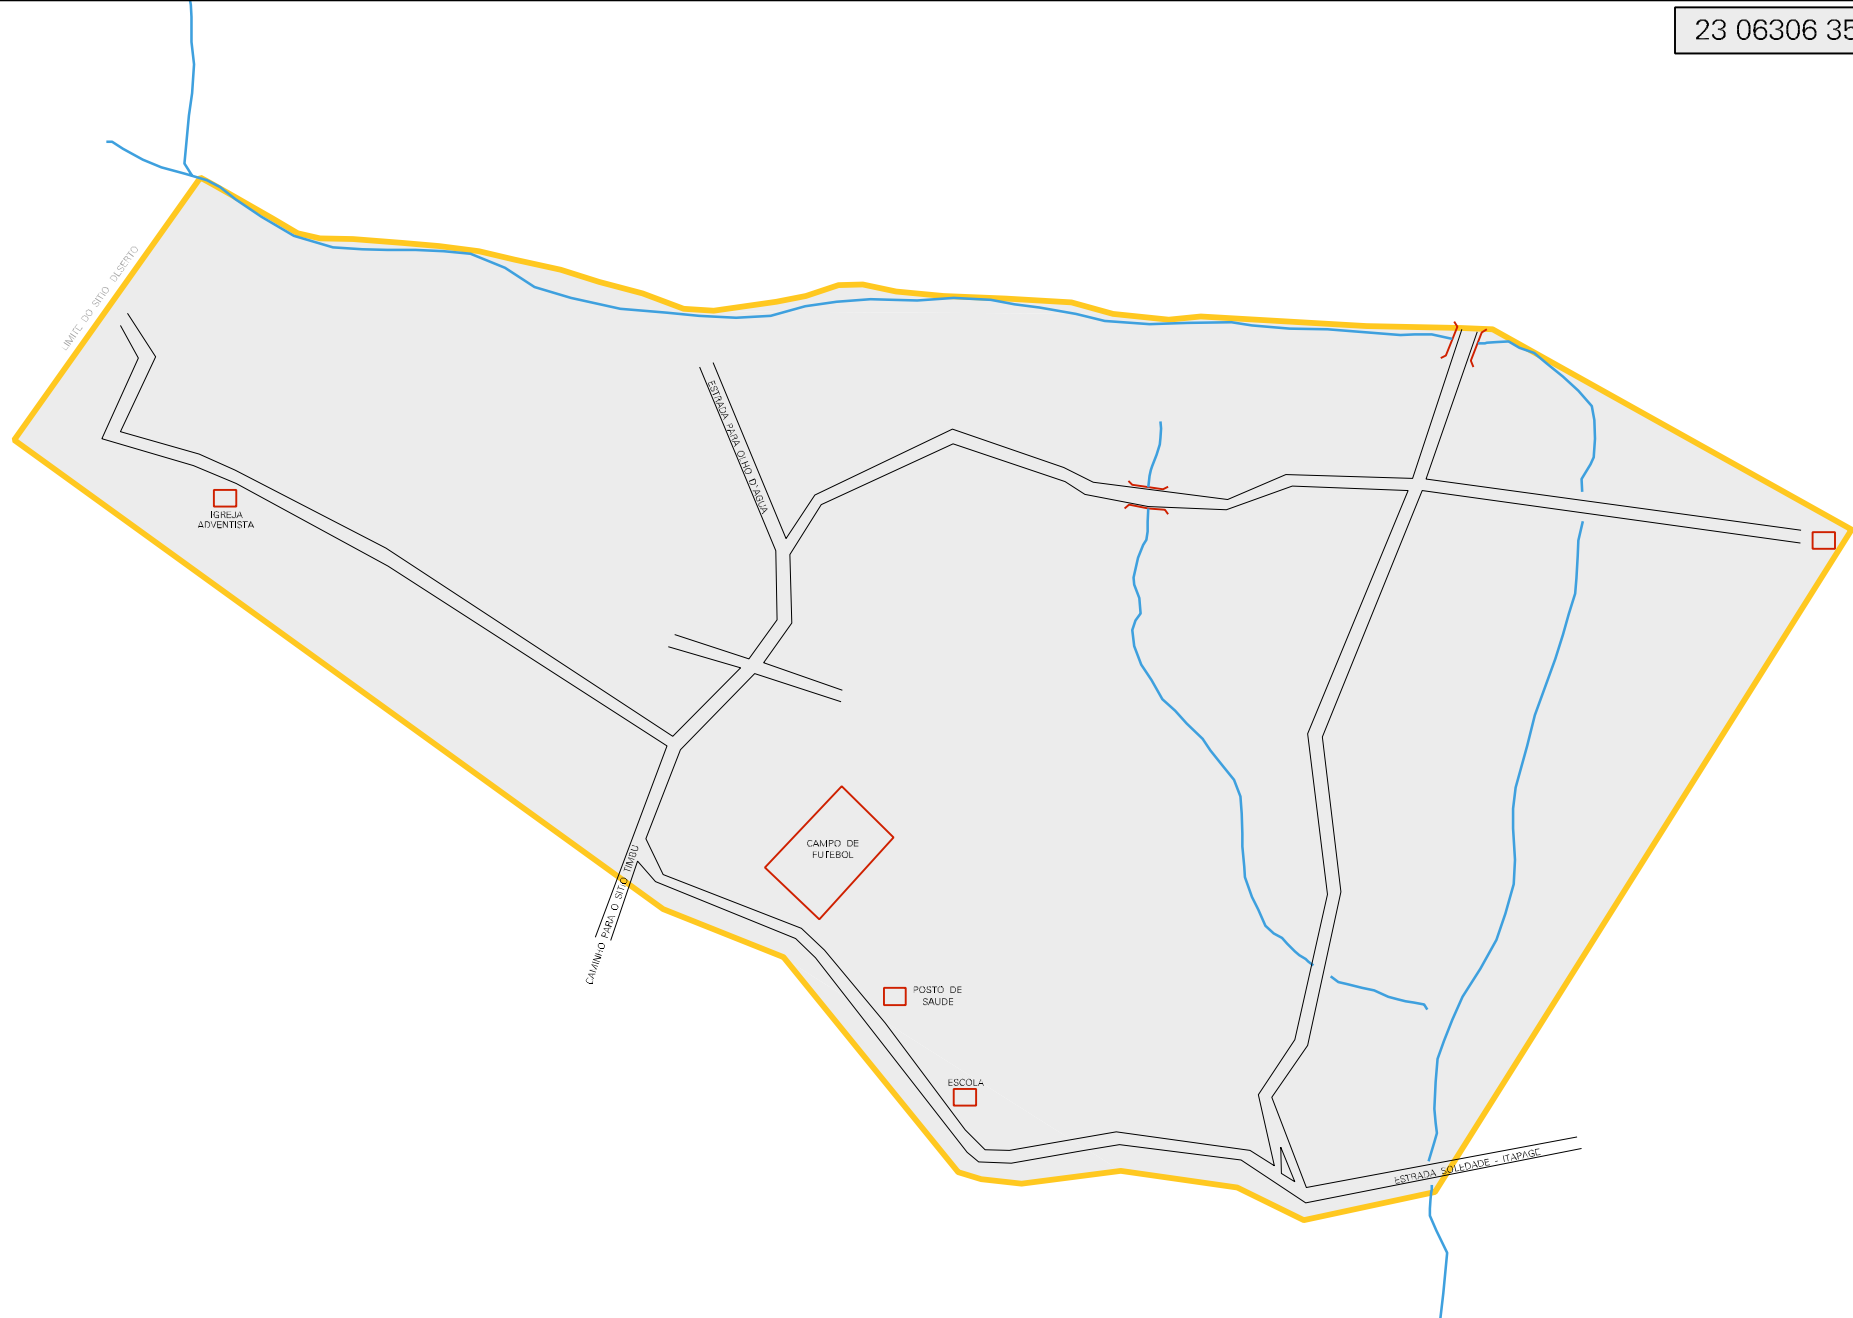 23 06306 35
LIMITE DO SITIO DESERTO
ESTRADA PARA OLHO D'AGUA
IGREJA
ADVENTISTA
CAMPO DE
FUTEBOL
CAMINHO PARA O SITIO TIMBU
POSTO DE
SAUDE
ESCOLA
ESTRADA SOLEDADE - ITAPAGE